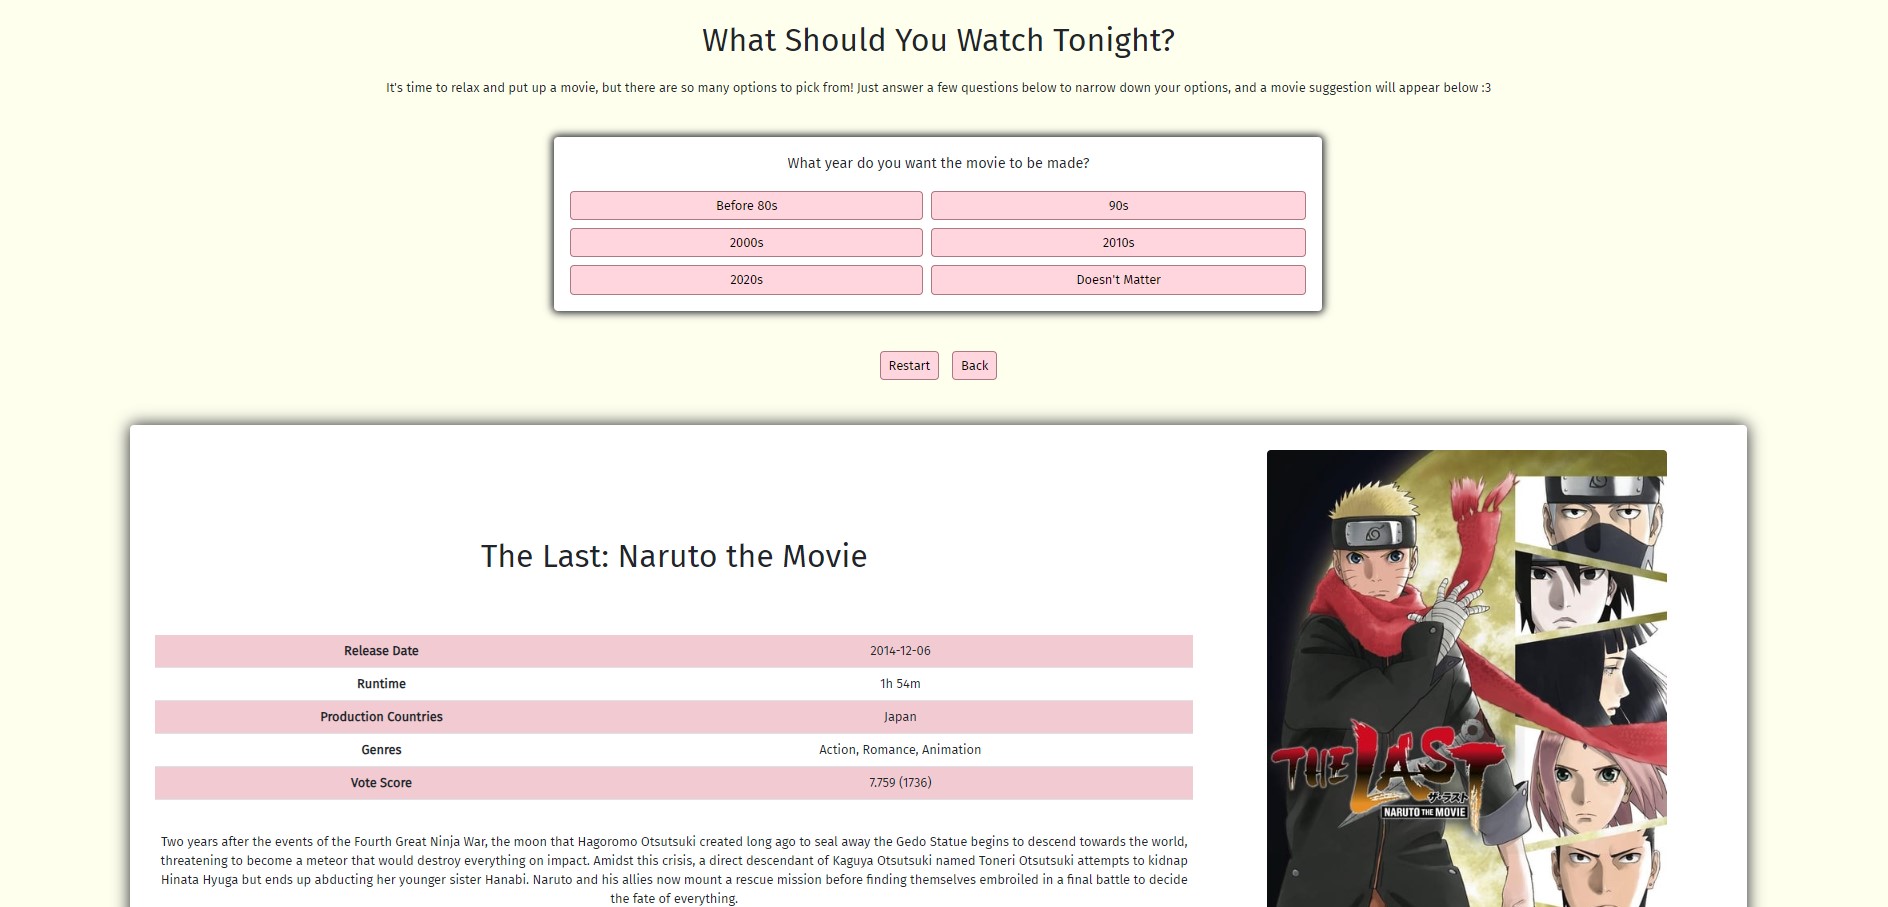 What Should You Watch Tonight?
It's time to relax and put up a movie, but there are so many options to pick from! Just answer a few questions below to narrow down your options, and a movie suggestion will appear below :3
What year do you want the movie to be made?
Before 80s 90s
2000s 2010s
2020s Doesn't Matter
Restart Back
The Last: Naruto the Movie
Release Date 2014-12-06
Runtime 1h 54m
Production Countries Japan
Genres Action, Romance, Animation
Vote Score 7.759 (1736)
Two years after the events of the Fourth Great Ninja War, the moon that Hagoromo Otsutsuki created long ago to seal away the Gedo Statue begins to descend towards the world,
threatening to become a meteor that would destroy everything on impact. Amidst this crisis, a direct descendant of Kaguya Otsutsuki named Toneri Otsutsuki attempts to kidnap
Hinata Hyuga but ends up abducting her younger sister Hanabi. Naruto and his allies now mount a rescue mission before finding themselves embroiled in a final battle to decide
the fate of everything.
THE LAST
ザ・ラスト
NARUTO THE MOVIE